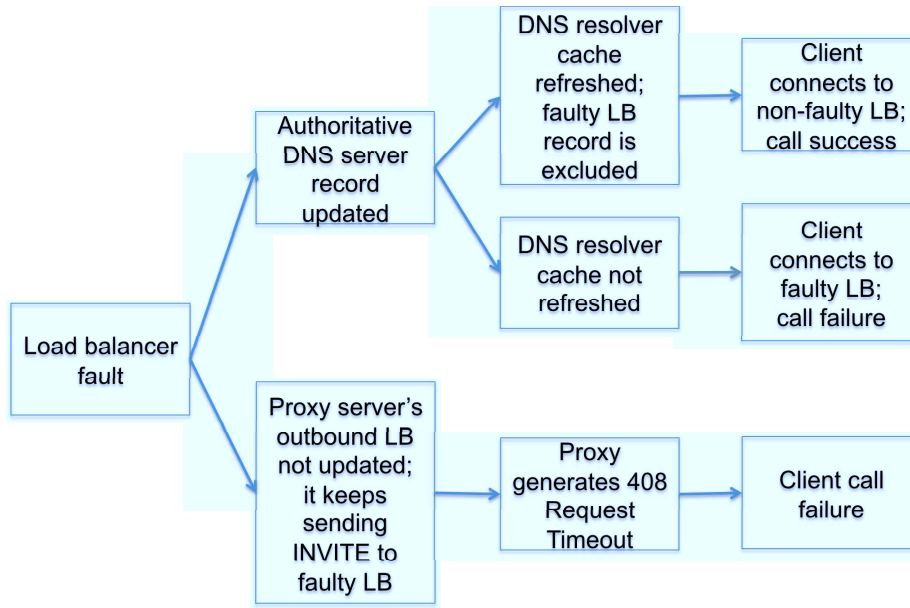 Load balancer
fault
Authoritative
DNS server
record
updated
DNS resolver
cache
refreshed;
faulty LB
record is
excluded
Client
connects to
non-faulty LB;
call success
DNS resolver
cache not
refreshed
Client
connects to
faulty LB;
call failure
Proxy server’s
outbound LB
not updated;
it keeps
sending
INVITE to
faulty LB
Proxy
generates 408
Request
Timeout
Client call
failure